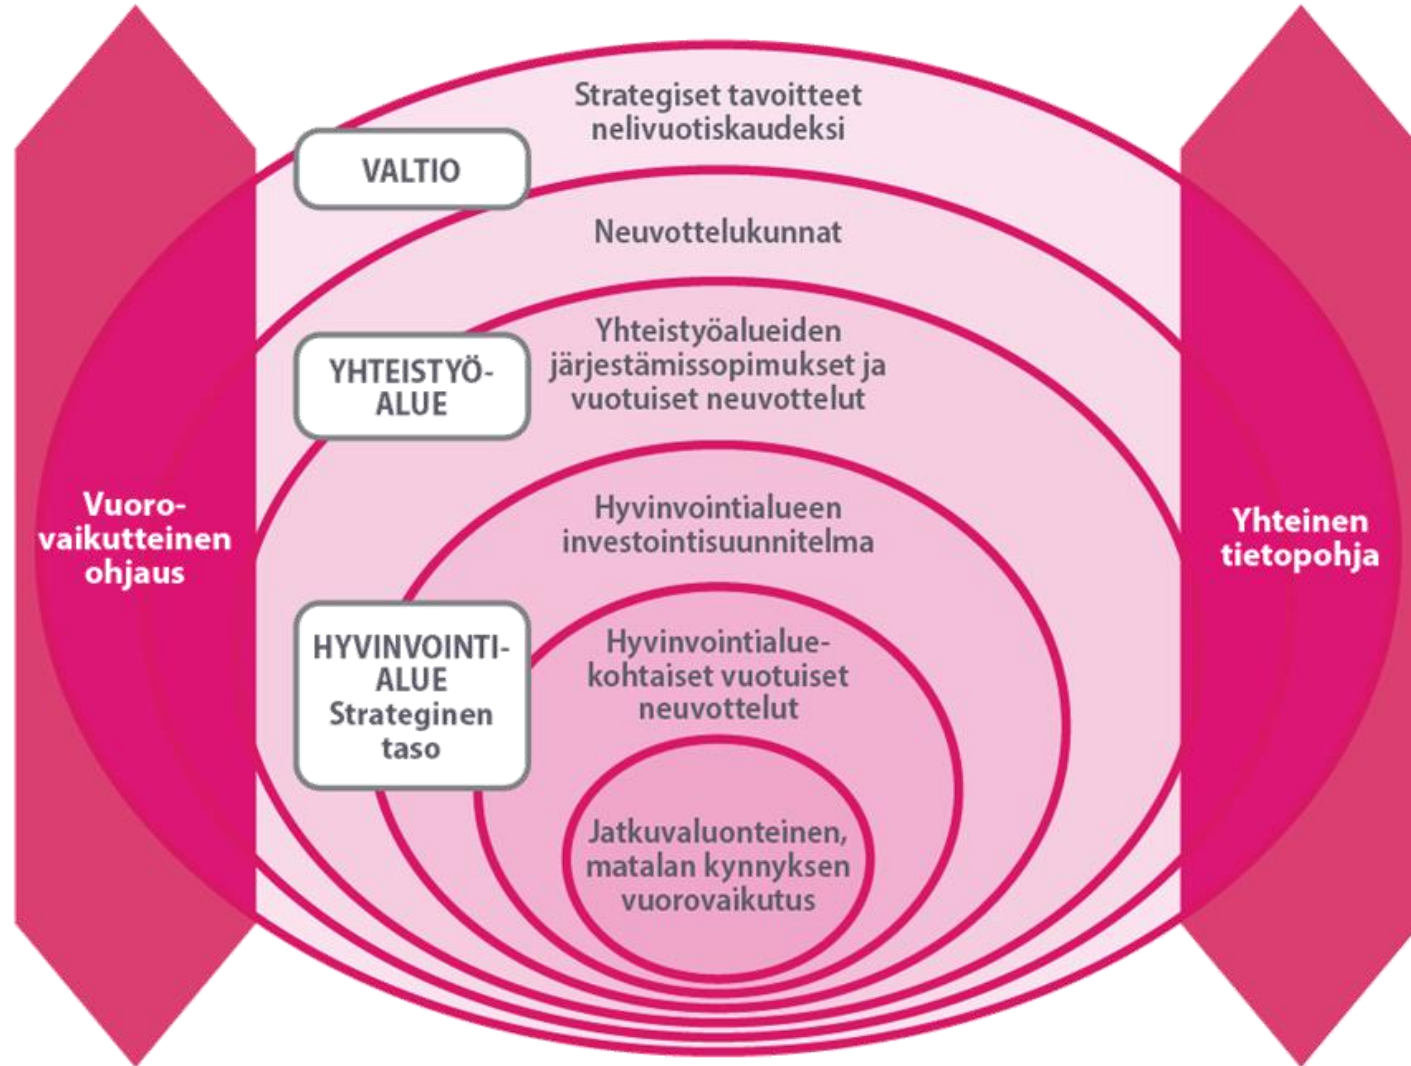 Strategiset tavoitteet
nelivuotiskaudeksi
VALTIO
Neuvottelukunnat
YHTEISTYÖ-
ALUE
Yhteistyöalueiden
järjestämissopimukset ja
vuotuiset neuvottelut
Vuoro-
vaikutteinen
ohjaus
Hyvinvointialueen
investointisuunnitelma
Yhteinen
tietopohja
HYVINVOINTI-
ALUE
Strateginen
taso
Hyvinvointialue-
kohtaiset vuotuiset
neuvottelut
Jatkuvaluonteinen,
matalan kynnyksen
vuorovaikutus